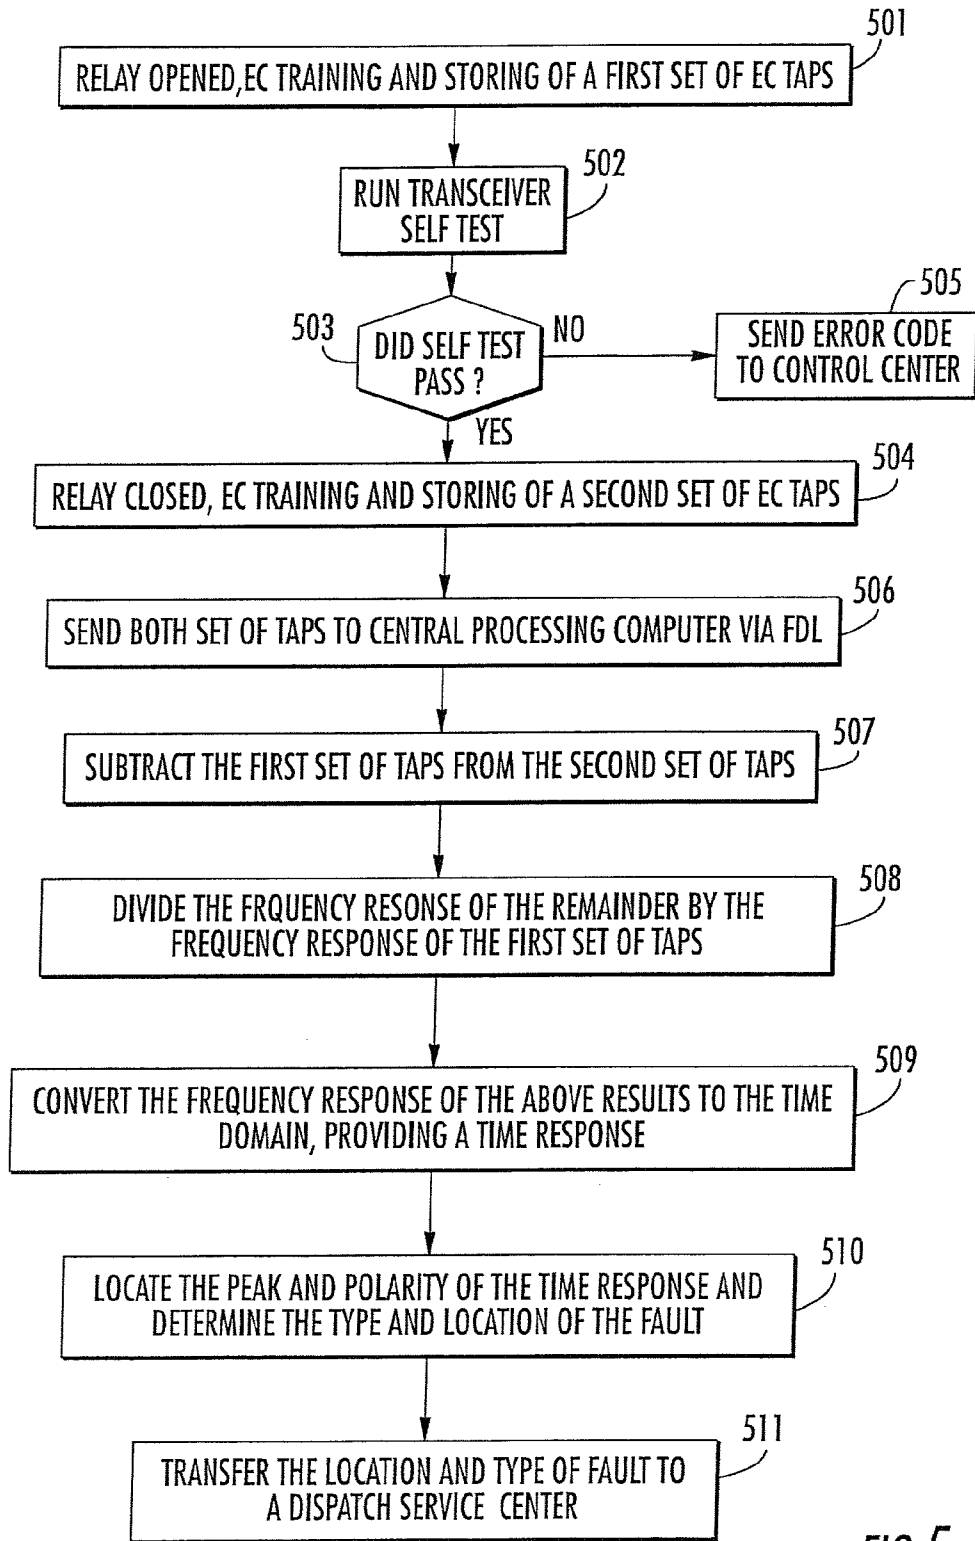 501
RELAY OPENED,EC TRAINING AND STORING OF A FIRST SET OF EC TAPS
502
RUN TRANSCEIVER
SELF TEST
503
DID SELF TEST
PASS ?
NO
505
SEND ERROR CODE
TO CONTROL CENTER
YES
504
RELAY CLOSED, EC TRAINING AND STORING OF A SECOND SET OF EC TAPS
506
SEND BOTH SET OF TAPS TO CENTRAL PROCESSING COMPUTER VIA FDL
507
SUBTRACT THE FIRST SET OF TAPS FROM THE SECOND SET OF TAPS
508
DIVIDE THE FRQUENCY RESONSE OF THE REMAINDER BY THE
FREQUENCY RESPONSE OF THE FIRST SET OF TAPS
509
CONVERT THE FREQUENCY RESPONSE OF THE ABOVE RESULTS TO THE TIME
DOMAIN, PROVIDING A TIME RESPONSE
510
LOCATE THE PEAK AND POLARITY OF THE TIME RESPONSE AND
DETERMINE THE TYPE AND LOCATION OF THE FAULT
511
TRANSFER THE LOCATION AND TYPE OF FAULT TO
A DISPATCH SERVICE CENTER
FIG. 5